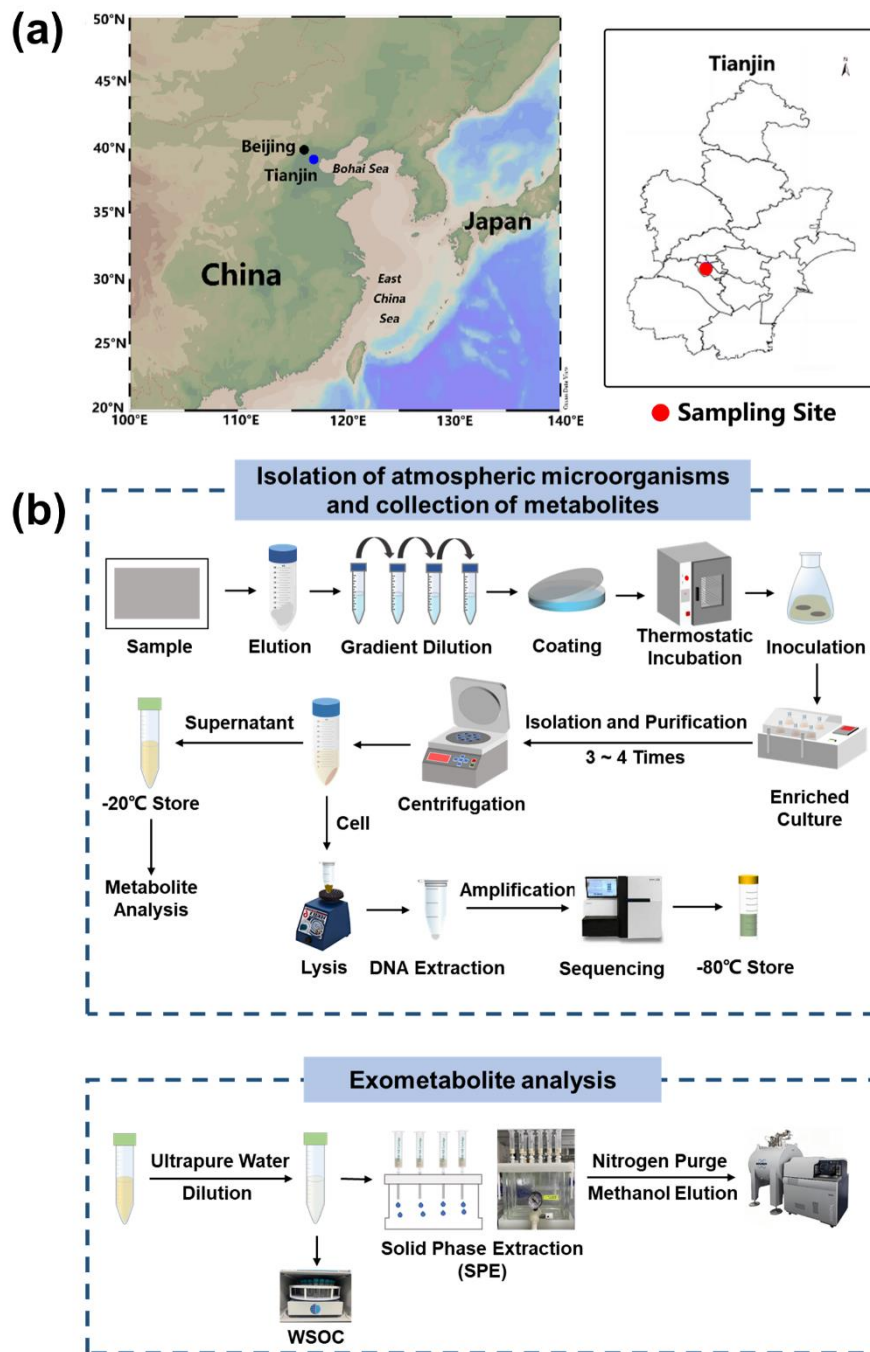 (a)
50°N
45°N
40°N
35°N
30°N
25°N
20°N
100°E
110°E
120°E
130°E
140°E
Beijing
Tianjin
Bohai Sea
Japan
China
East
China
Sea
Tianjin
N
Sampling Site
(b)
Isolation of atmospheric microorganisms
and collection of metabolites
Sample
Elution
Gradient Dilution
Coating
Thermostatic
Incubation
Inoculation
Supernatant
Isolation and Purification
3 ~ 4 Times
-20℃ Store
Centrifugation
Enriched
Culture
Cell
Metabolite
Analysis
Amplification
Lysis
DNA Extraction
Sequencing
-80℃ Store
Exometabolite analysis
Ultrapure Water
Dilution
Nitrogen Purge
Methanol Elution
Solid Phase Extraction
(SPE)
WSOC